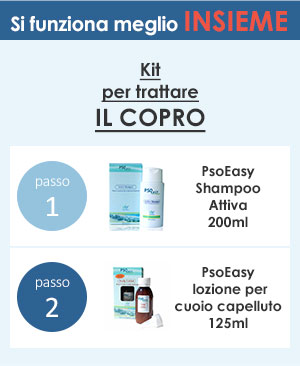 Si funziona meglio INSIEME
Kit
per trattare
IL COPRO
passo
1
PsoEasy
Shampoo
Attiva
200ml
passo
2
PsoEasy
lozione per
cuoio capelluto
125ml